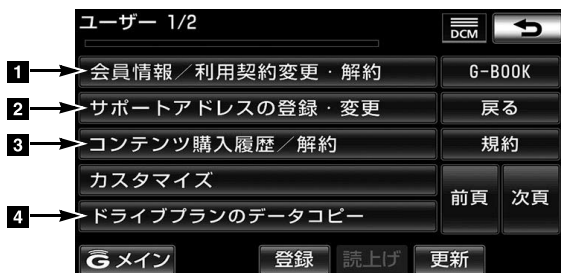 ユーザー 1/2
DCM
1 会員情報／利用契約変更・解約
G-BOOK
2 サポートアドレスの登録・変更
戻る
3 コンテンツ購入履歴／解約
規約
カスタマイズ
前頁 次頁
4 ドライブプランのデータコピー
G メイン 登録 読上げ 更新